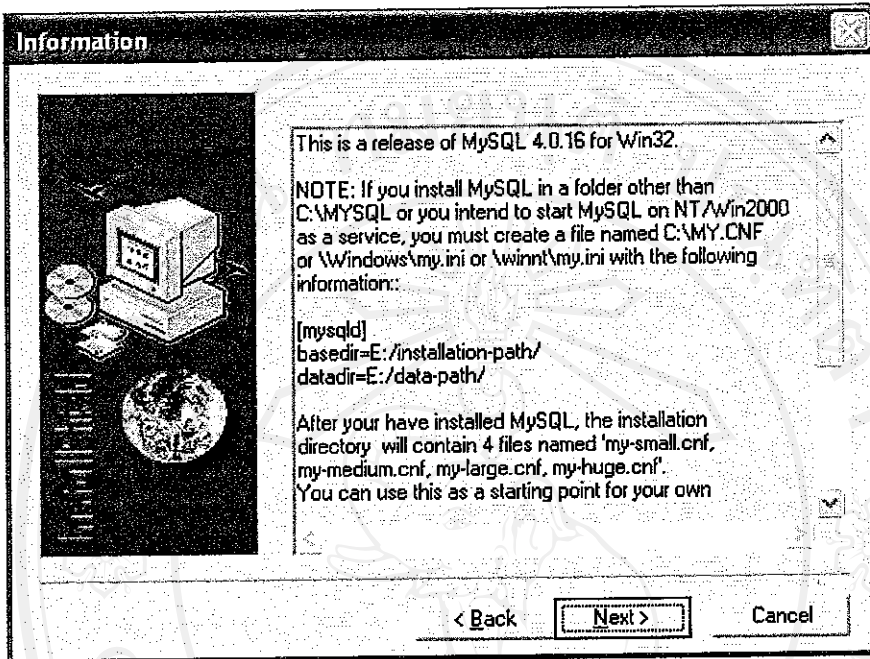 Information
This is a release of MySQL 4.0.16 for Win32.
NOTE: If you install MySQL in a folder other than
C:\MYSQL or you intend to start MySQL on NT/Win2000
as a service, you must create a file named C:\MY.CNF
or \Windows\my.ini or \winnt\my.ini with the following
information::
[mysqld]
basedir=E:/installation-path/
datadir=E:/data-path/
After your have installed MySQL, the installation
directory will contain 4 files named 'my-small.cnf,
my-medium.cnf, my-large.cnf, my-huge.cnf'.
You can use this as a starting point for your own
InstallShield
< Back
Next >
Cancel